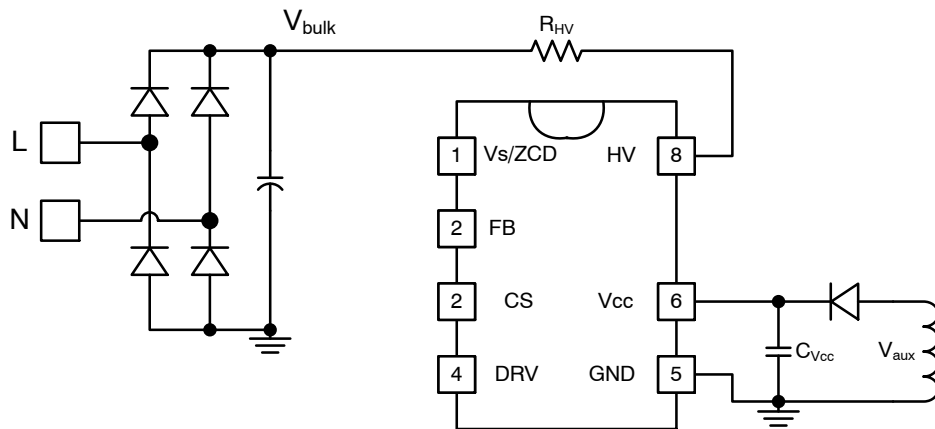 V_bulk
R_HV
L
N
1 Vs/ZCD HV 8
2 FB
2 CS Vcc 6
4 DRV GND 5
C_Vcc
V_aux